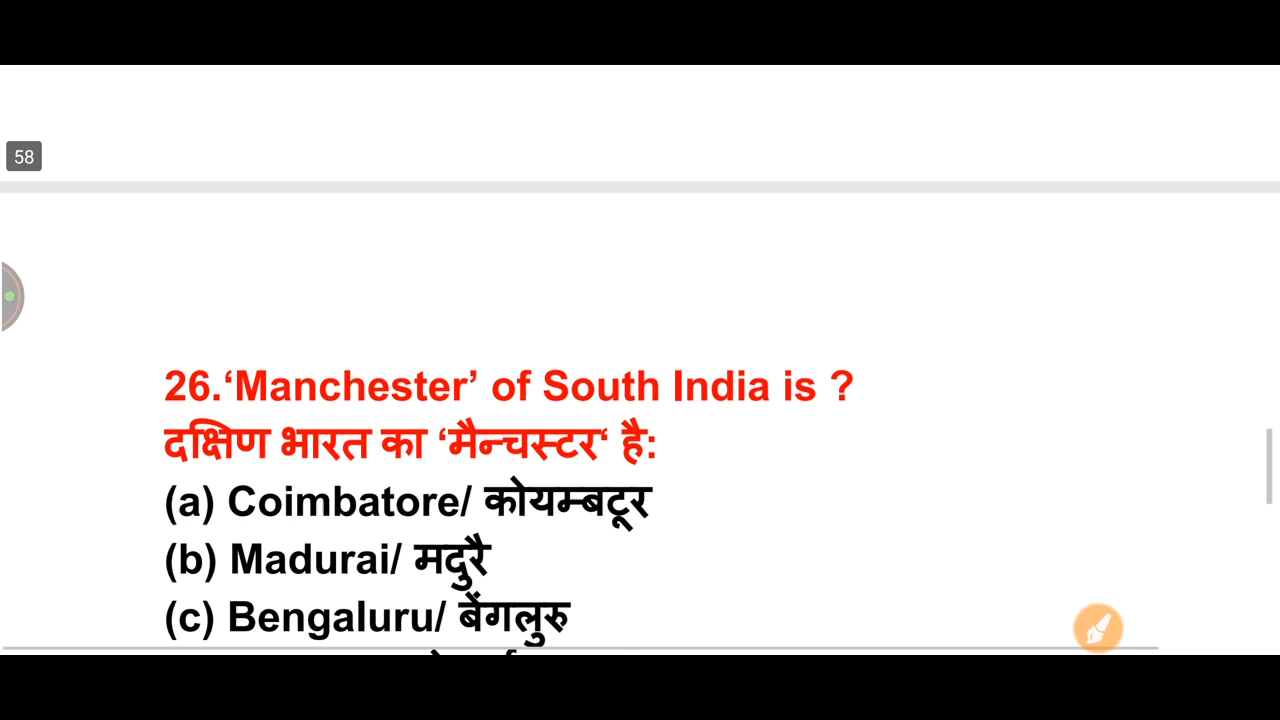 58
26.‘Manchester’ of South India is ?
दक्षिण भारत का ‘मैन्चस्टर‘ है:
(a) Coimbatore/ कोयम्बटूर
(b) Madurai/ मदुरै
(c) Bengaluru/ बेंगलुरु